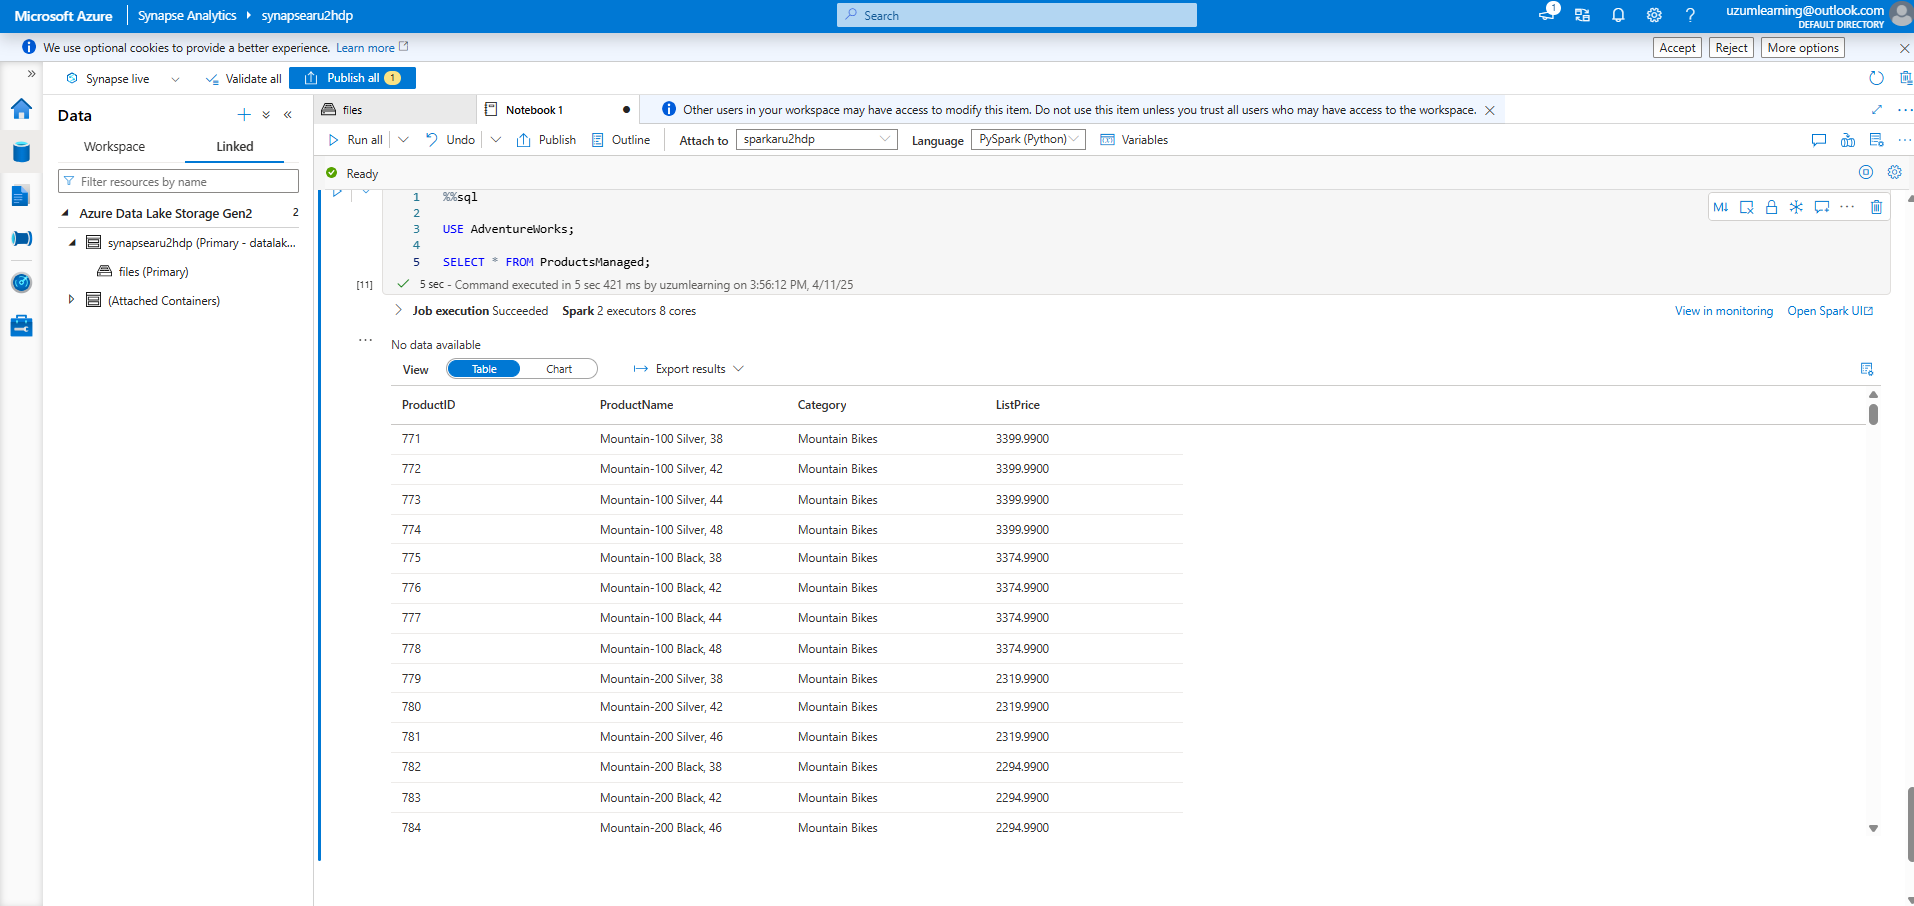 Microsoft Azure Synapse Analytics synapsearu2hdp Search 1 uzumlearning@outlook.com
DEFAULT DIRECTORY
We use optional cookies to provide a better experience. Learn more Accept Reject More options
Synapse live Validate all Publish all 1
Data
Workspace Linked
Filter resources by name
Azure Data Lake Storage Gen2 2
synapsearu2hdp (Primary - datalak...
files (Primary)
(Attached Containers)
files Notebook 1 Other users in your workspace may have access to modify this item. Do not use this item unless you trust all users who may have access to the workspace.
Run all Undo Publish Outline Attach to sparkaru2hdp Language PySpark (Python) Variables
Ready
1 %%sql
2
3 USE AdventureWorks;
4
5 SELECT * FROM ProductsManaged;
[11] 5 sec - Command executed in 5 sec 421 ms by uzumlearning on 3:56:12 PM, 4/11/25
M↓
Job execution Succeeded Spark 2 executors 8 cores View in monitoring Open Spark UI
No data available
View Table Chart Export results
ProductID ProductName Category ListPrice
771 Mountain-100 Silver, 38 Mountain Bikes 3399.9900
772 Mountain-100 Silver, 42 Mountain Bikes 3399.9900
773 Mountain-100 Silver, 44 Mountain Bikes 3399.9900
774 Mountain-100 Silver, 48 Mountain Bikes 3399.9900
775 Mountain-100 Black, 38 Mountain Bikes 3374.9900
776 Mountain-100 Black, 42 Mountain Bikes 3374.9900
777 Mountain-100 Black, 44 Mountain Bikes 3374.9900
778 Mountain-100 Black, 48 Mountain Bikes 3374.9900
779 Mountain-200 Silver, 38 Mountain Bikes 2319.9900
780 Mountain-200 Silver, 42 Mountain Bikes 2319.9900
781 Mountain-200 Silver, 46 Mountain Bikes 2319.9900
782 Mountain-200 Black, 38 Mountain Bikes 2294.9900
783 Mountain-200 Black, 42 Mountain Bikes 2294.9900
784 Mountain-200 Black, 46 Mountain Bikes 2294.9900